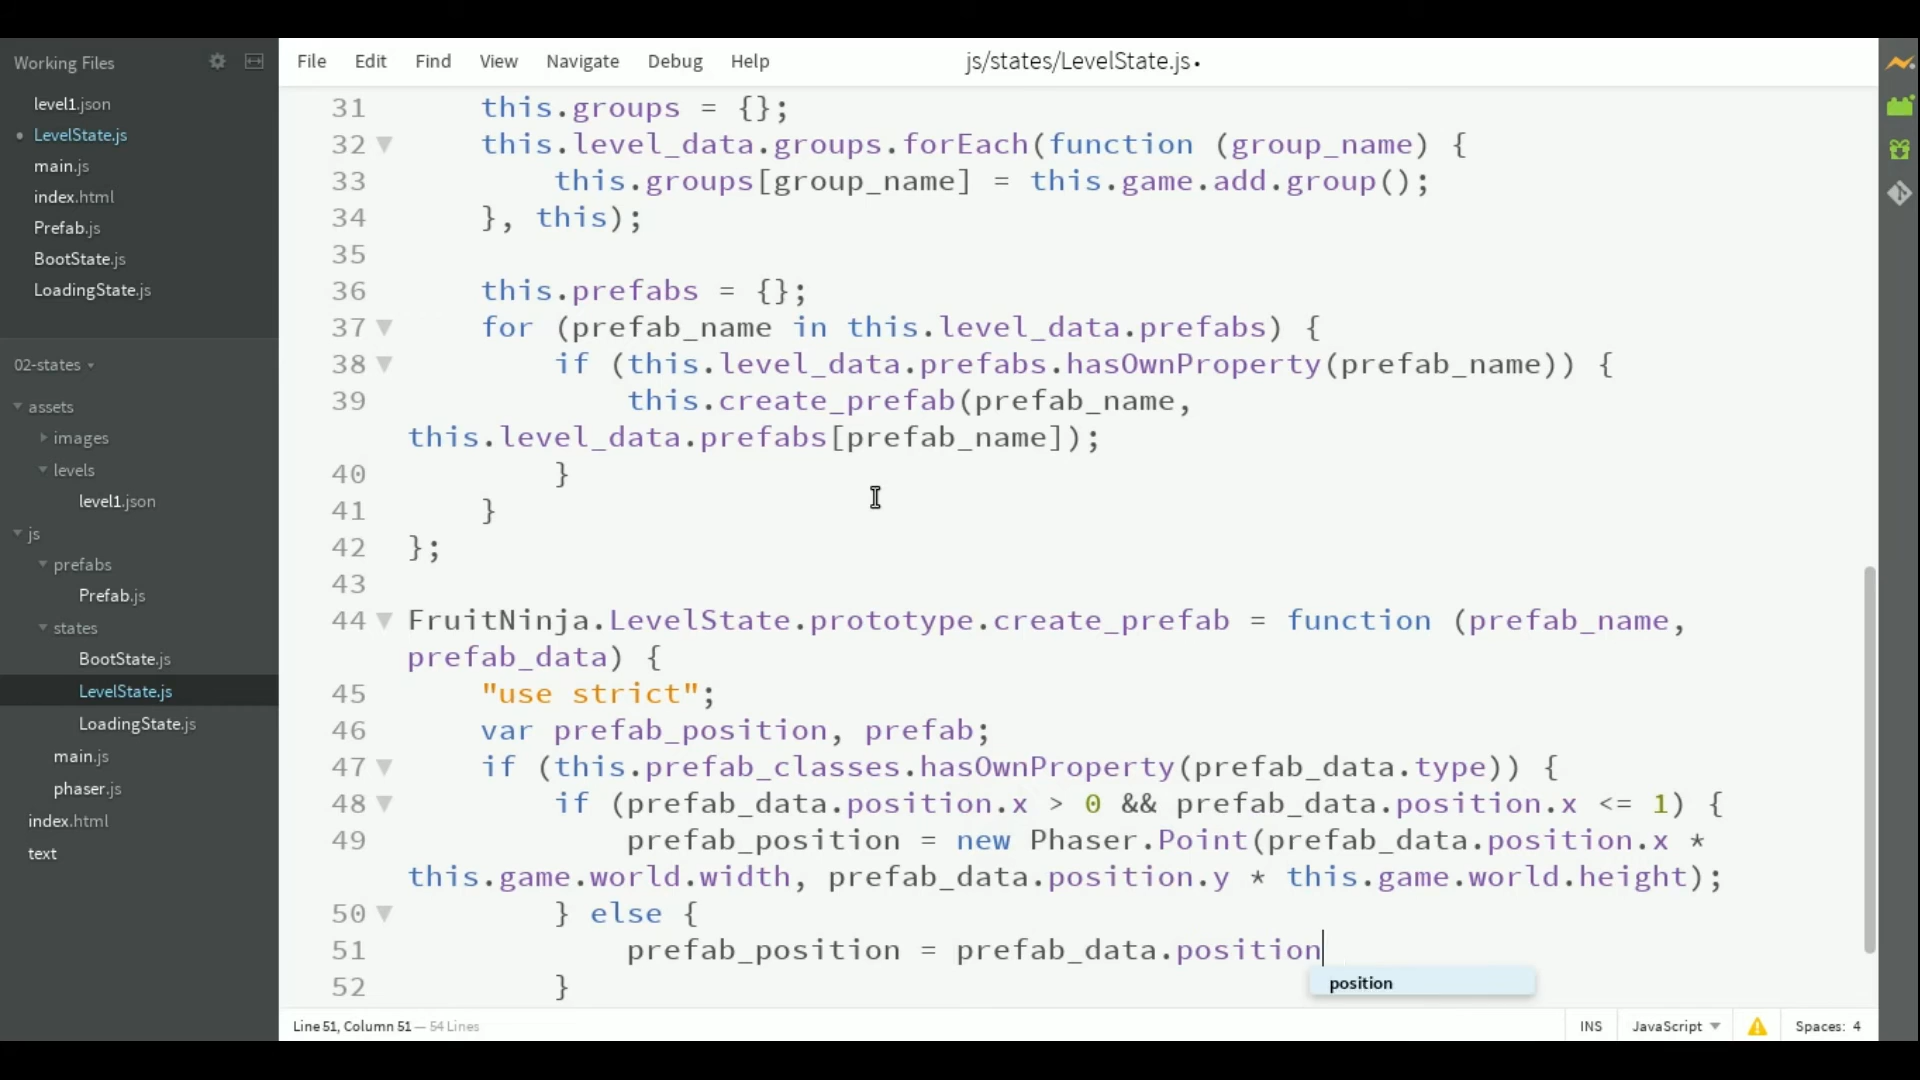 Working Files
level1.json
LevelState.js
main.js
index.html
Prefab.js
BootState.js
LoadingState.js
02-states
assets
images
levels
level1.json
js
prefabs
Prefab.js
states
BootState.js
LevelState.js
LoadingState.js
main.js
phaser.js
index.html
text
File Edit Find View Navigate Debug Help js/states/LevelState.js •
31 this.groups = {};
32 this.level_data.groups.forEach(function (group_name) {
33 this.groups[group_name] = this.game.add.group();
34 }, this);
35
36 this.prefabs = {};
37 for (prefab_name in this.level_data.prefabs) {
38 if (this.level_data.prefabs.hasOwnProperty(prefab_name)) {
39 this.create_prefab(prefab_name,
this.level_data.prefabs[prefab_name]);
40 }
41 }
42 };
43
44 FruitNinja.LevelState.prototype.create_prefab = function (prefab_name,
prefab_data) {
45 "use strict";
46 var prefab_position, prefab;
47 if (this.prefab_classes.hasOwnProperty(prefab_data.type)) {
48 if (prefab_data.position.x > 0 && prefab_data.position.x <= 1) {
49 prefab_position = new Phaser.Point(prefab_data.position.x *
this.game.world.width, prefab_data.position.y * this.game.world.height);
50 } else {
51 prefab_position = prefab_data.position
position
52 }
Line 51, Column 51 — 54 Lines INS JavaScript Spaces: 4